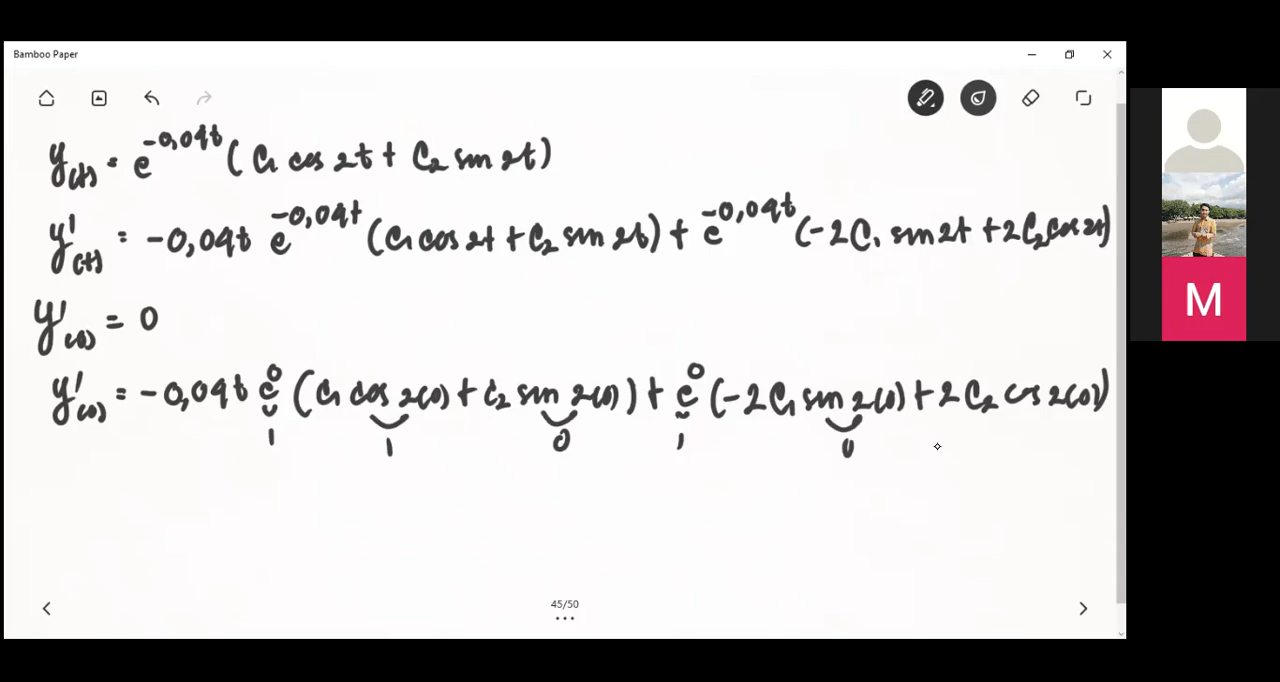 Bamboo Paper
y(t) = e^-0,04t (C1 cos 2t + C2 sin 2t)
y'(t) = -0,04t e^-0,04t (C1 cos 2t + C2 sin 2t) + e^-0,04t (-2C1 sin 2t + 2C2 cos 2t)
y'(0) = 0
y'(0) = -0,04t e^0 (C1 cos 2(0) + C2 sin 2(0)) + e^0 (-2C1 sin 2(0) + 2C2 cos 2(0))
1 1 0 1 0
45/50
M